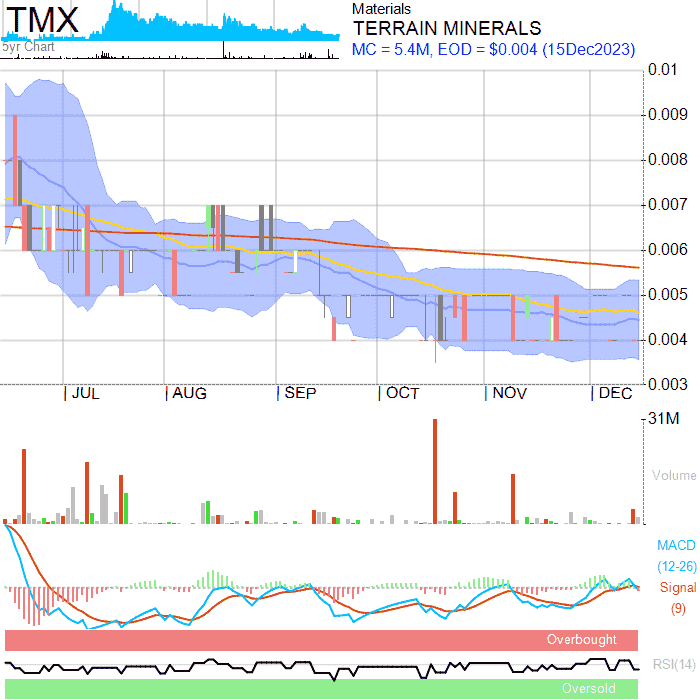 TMX
5yr Chart
Materials
TERRAIN MINERALS
MC = 5.4M, EOD = $0.004 (15Dec2023)
0.01
0.009
0.008
0.007
0.006
0.005
0.004
0.003
JUL
AUG
SEP
OCT
NOV
DEC
31M
Volume
MACD
(12-26)
Signal
(9)
Overbought
RSI(14)
Oversold